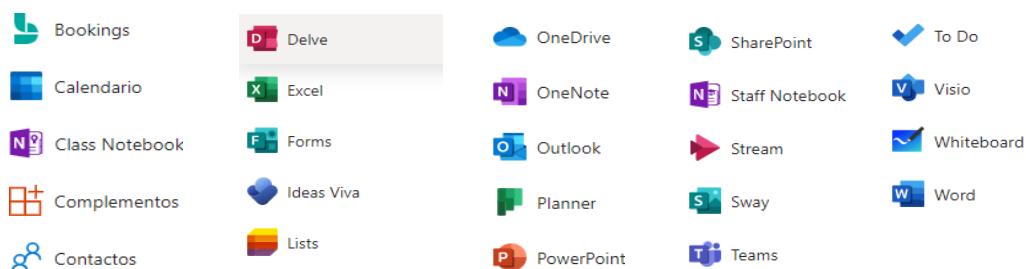 Bookings
Calendario
Class Notebook
Complementos
Contactos
Delve
Excel
Forms
Ideas Viva
Lists
OneDrive
OneNote
Outlook
Planner
PowerPoint
SharePoint
Staff Notebook
Stream
Sway
Teams
To Do
Visio
Whiteboard
Word